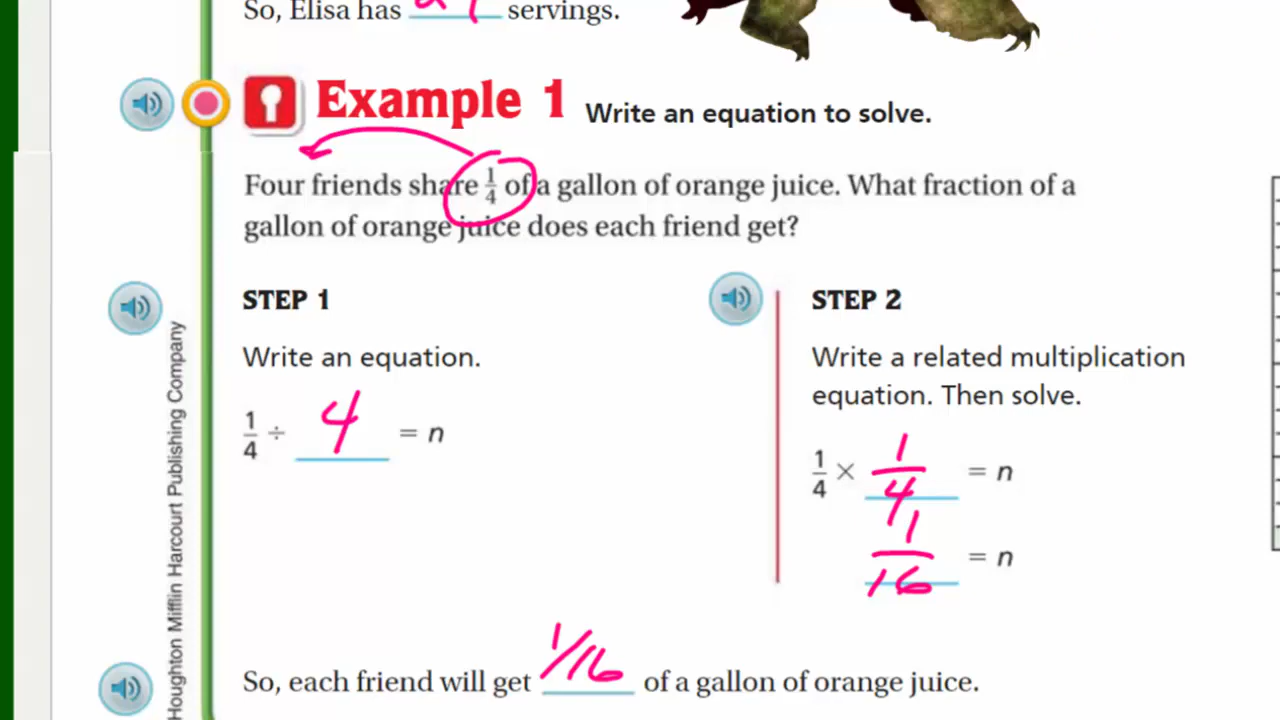 So, Elisa has 24 servings.
Example 1 Write an equation to solve.
Four friends share 1/4 of a gallon of orange juice. What fraction of a
gallon of orange juice does each friend get?
STEP 1
Write an equation.
1/4 ÷ 4 = n
STEP 2
Write a related multiplication
equation. Then solve.
1/4 × 1/4 = n
1/16 = n
So, each friend will get 1/16 of a gallon of orange juice.
Houghton Mifflin Harcourt Publishing Company